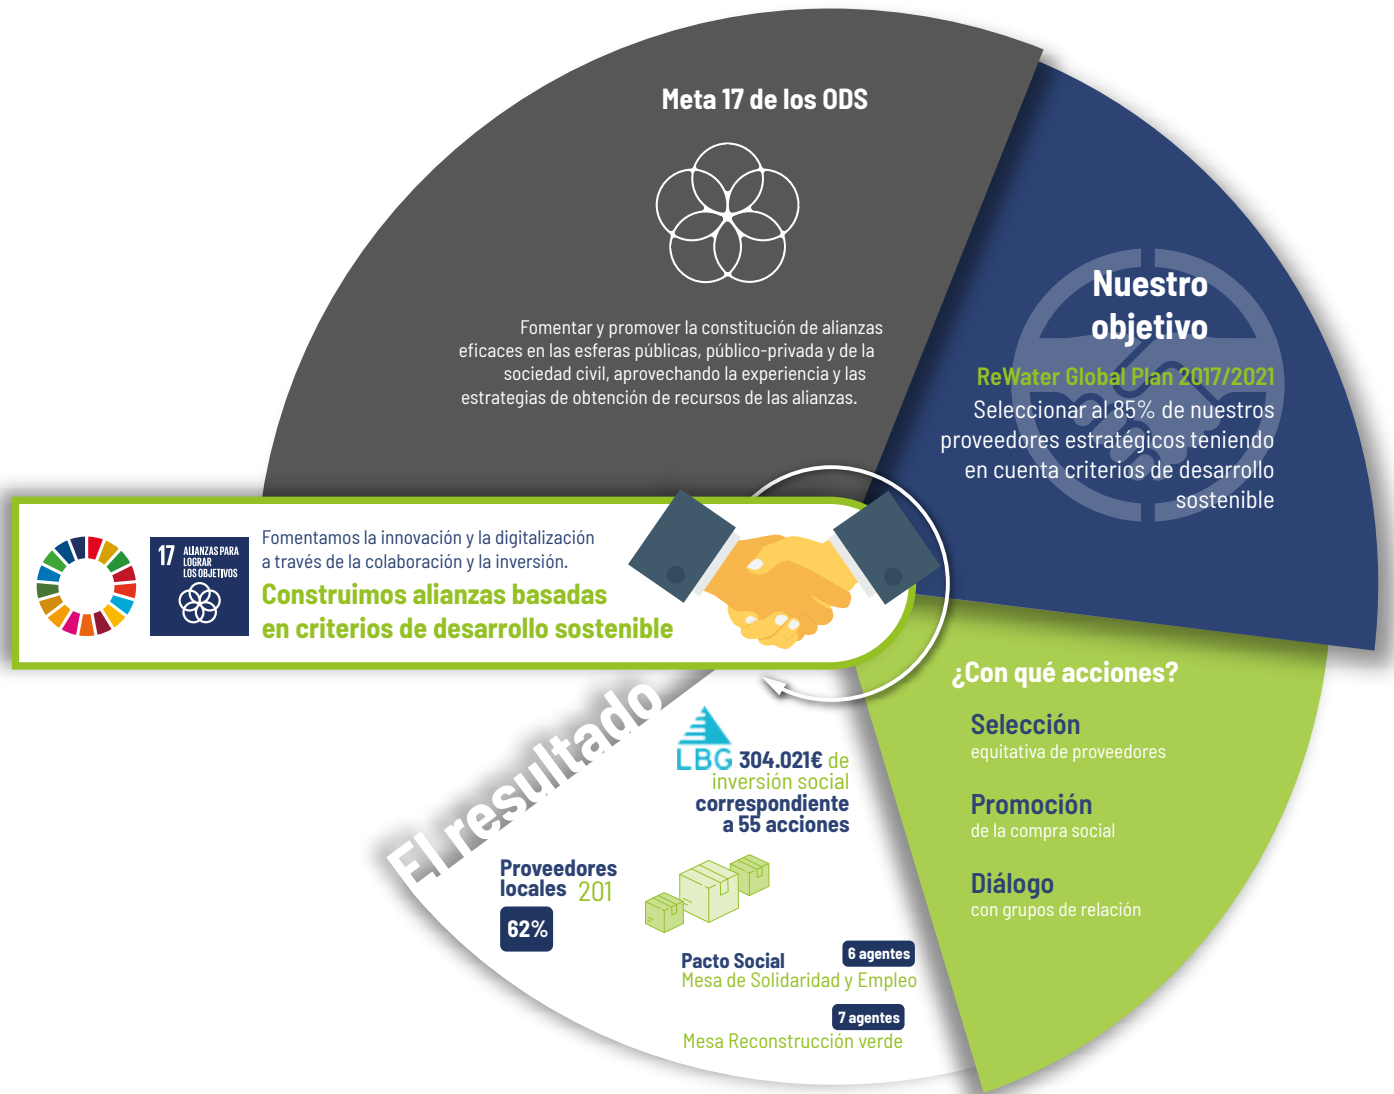 Meta 17 de los ODS
Fomentar y promover la constitución de alianzas
eficaces en las esferas públicas, público-privada y de la
sociedad civil, aprovechando la experiencia y las
estrategias de obtención de recursos de las alianzas.
Nuestro
objetivo
ReWater Global Plan 2017/2021
Seleccionar al 85% de nuestros
proveedores estratégicos teniendo
en cuenta criterios de desarrollo
sostenible
17 ALIANZAS PARA
LOGRAR
LOS OBJETIVOS
Fomentamos la innovación y la digitalización
a través de la colaboración y la inversión.
Construimos alianzas basadas
en criterios de desarrollo sostenible
¿Con qué acciones?
Selección
equitativa de proveedores
Promoción
de la compra social
Diálogo
con grupos de relación
El resultado
LBG 304.021€ de
inversión social
correspondiente
a 55 acciones
Proveedores
locales 201
62%
Pacto Social 6 agentes
Mesa de Solidaridad y Empleo
7 agentes
Mesa Reconstrucción verde